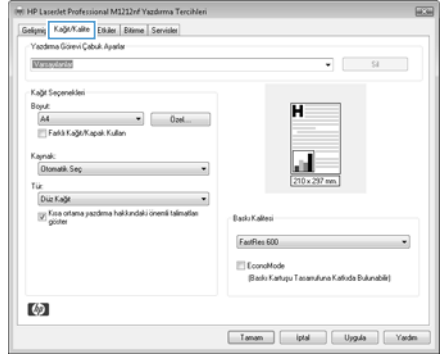 HP LaserJet Professional M1212nf Yazdırma Tercihleri
Gelişmiş Kağıt/Kalite Etkiler Bitirme Servisler
Yazdırma Görevi Çabuk Ayarlar
Varsayılanlar
Sil
Kağıt Seçenekleri
Boyut:
A4
Özel...
Farklı Kağıt/Kapak Kullan
Kaynak:
Otomatik Seç
Tür:
Düz Kağıt
Kısa ortama yazdırma hakkındaki önemli talimatları
göster
H
210 x 297 mm.
Baskı Kalitesi
FastRes 600
EconoMode
(Baskı Kartuşu Tasarrufuna Katkıda Bulunabilir)
hp
Tamam İptal Uygula Yardım